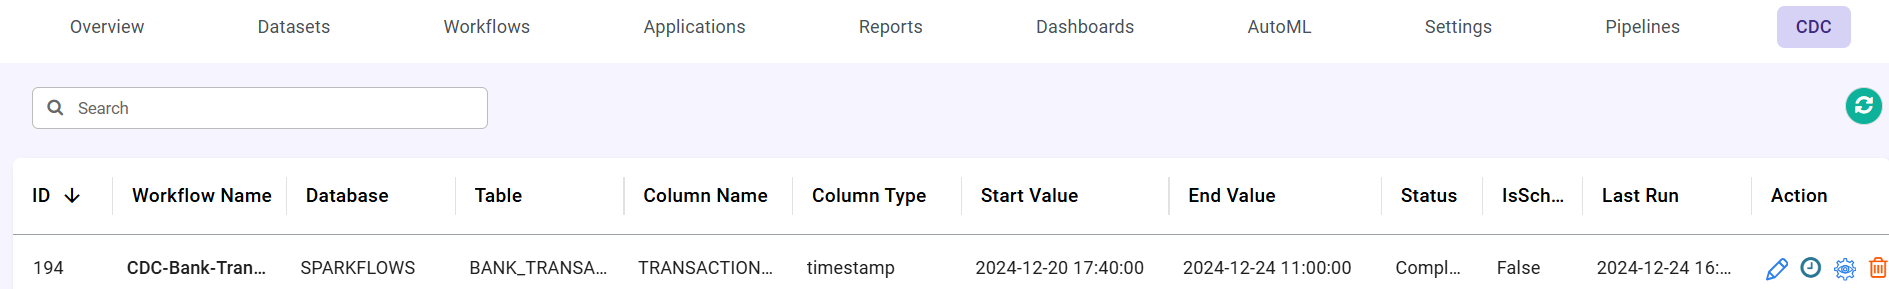 Overview Datasets Workflows Applications Reports Dashboards AutoML Settings Pipelines CDC
Search
ID Workflow Name Database Table Column Name Column Type Start Value End Value Status IsSch... Last Run Action
194 CDC-Bank-Tran... SPARKFLOWS BANK_TRANSA... TRANSACTION... timestamp 2024-12-20 17:40:00 2024-12-24 11:00:00 Compl... False 2024-12-24 16:...